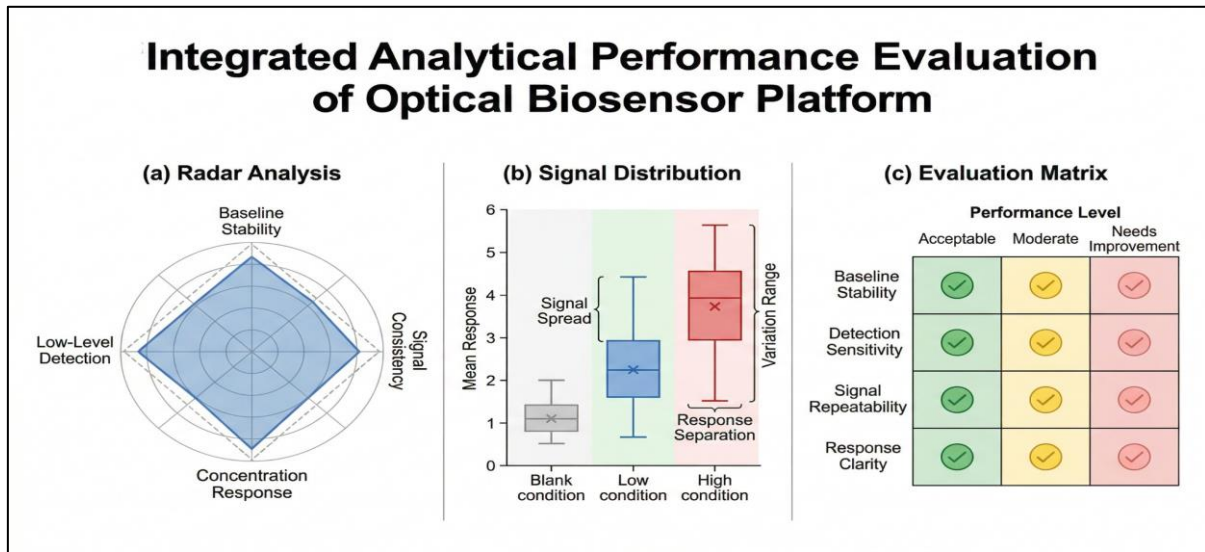 Integrated Analytical Performance Evaluation
of Optical Biosensor Platform
(a) Radar Analysis
Baseline
Stability
Low-Level
Detection
Signal
Consistency
Concentration
Response
(b) Signal Distribution
Mean Response
6
5
4
3
2
1
0
Signal
Spread
Variation Range
Response
Separation
Blank
condition
Low
condition
High
condition
(c) Evaluation Matrix
Performance Level
Acceptable
Moderate
Needs
Improvement
Baseline
Stability
Detection
Sensitivity
Signal
Repeatability
Response
Clarity